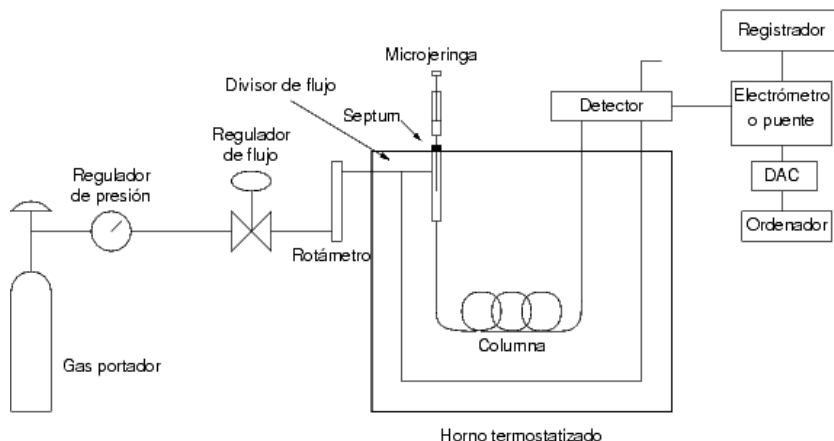 Registrador
Microjeringa
Divisor de flujo
Detector
Electrómetro
o puente
Septum
Regulador
de flujo
Regulador
de presión
DAC
Ordenador
Rotámetro
Columna
Gas portador
Horno termostatizado